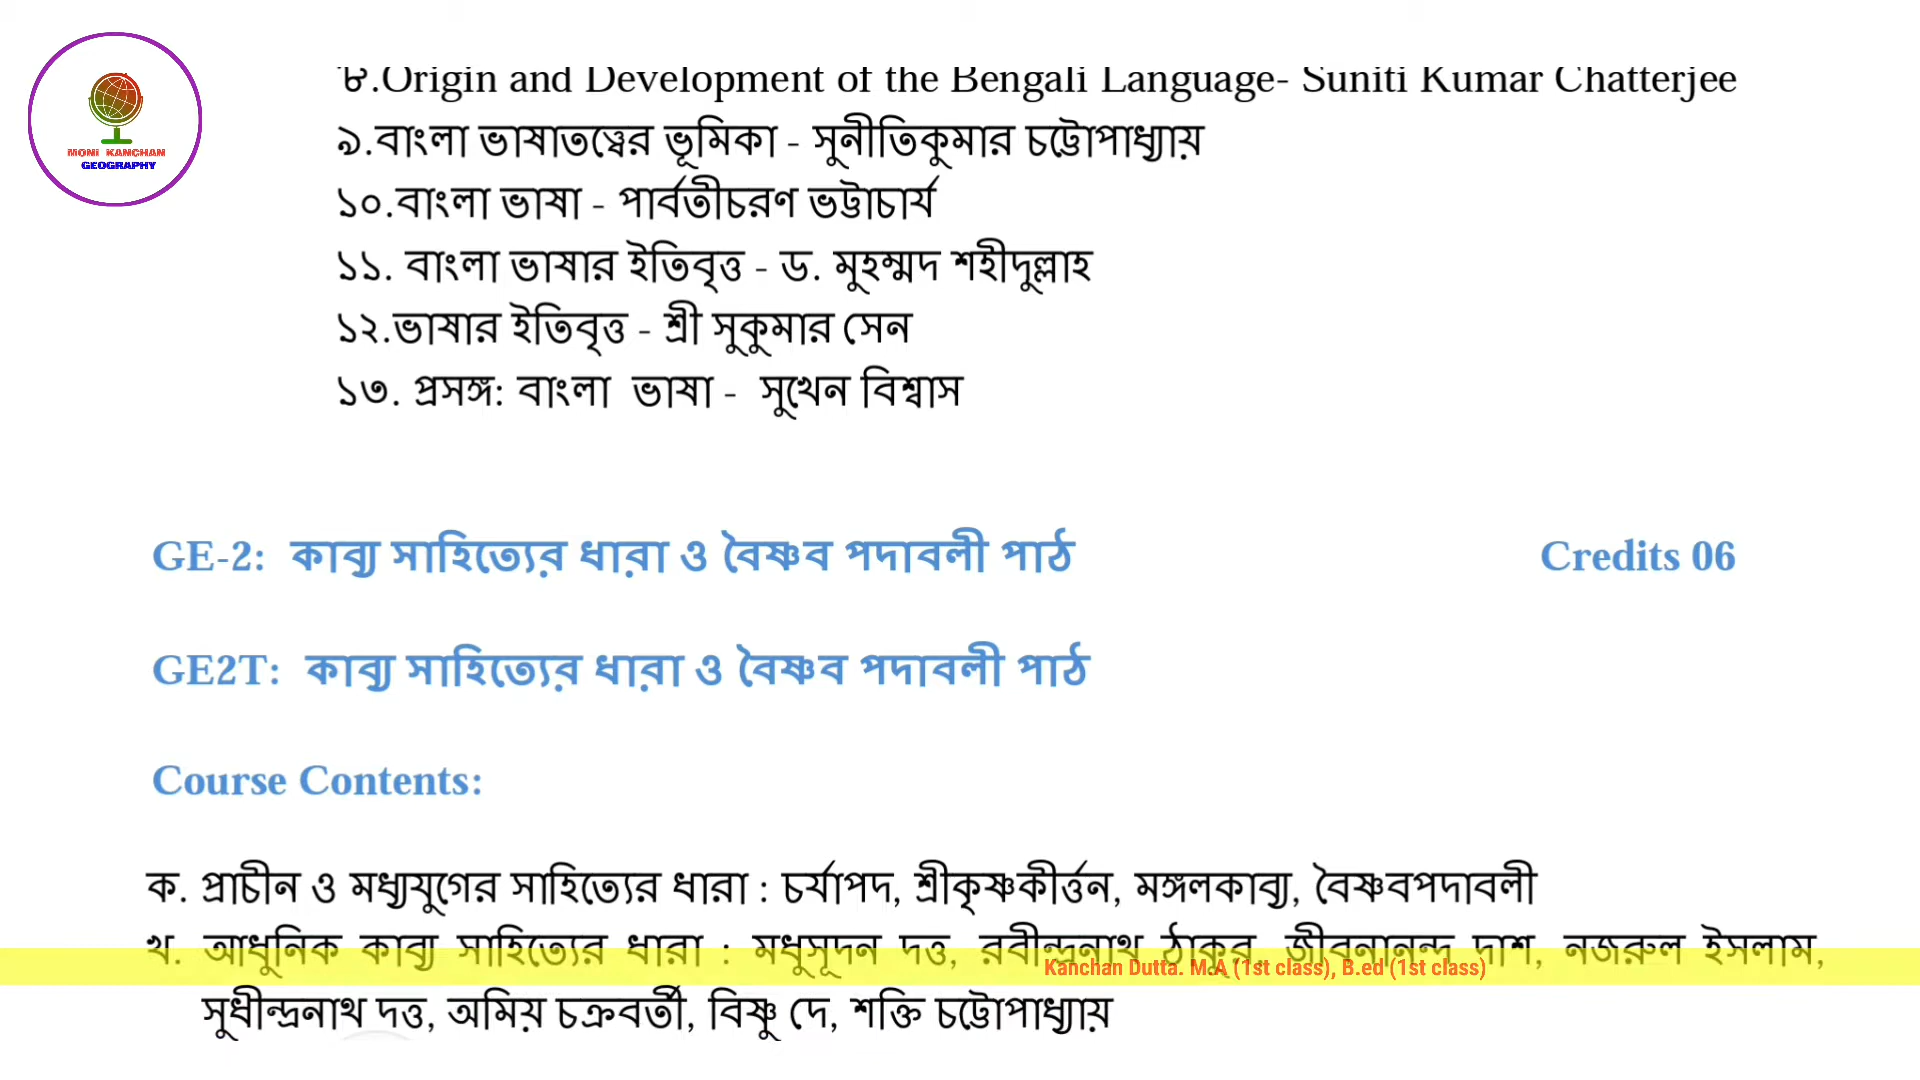 MONI KANCHAN
GEOGRAPHY
৮.Origin and Development of the Bengali Language- Suniti Kumar Chatterjee
৯.বাংলা ভাষাতত্ত্বের ভূমিকা - সুনীতিকুমার চট্টোপাধ্যায়
১০.বাংলা ভাষা - পার্বতীচরণ ভট্টাচার্য
১১. বাংলা ভাষার ইতিবৃত্ত - ড. মুহম্মদ শহীদুল্লাহ
১২.ভাষার ইতিবৃত্ত - শ্রী সুকুমার সেন
১৩. প্রসঙ্গ: বাংলা ভাষা - সুখেন বিশ্বাস
GE-2: কাব্য সাহিত্যের ধারা ও বৈষ্ণব পদাবলী পাঠ Credits 06
GE2T: কাব্য সাহিত্যের ধারা ও বৈষ্ণব পদাবলী পাঠ
Course Contents:
ক. প্রাচীন ও মধ্যযুগের সাহিত্যের ধারা : চর্যাপদ, শ্রীকৃষ্ণকীর্ত্তন, মঙ্গলকাব্য, বৈষ্ণবপদাবলী
খ. আধুনিক কাব্য সাহিত্যের ধারা : মধুসূদন দত্ত, রবীন্দ্রনাথ ঠাকুর, জীবনানন্দ দাশ, নজরুল ইসলাম,
Kanchan Dutta. M.A (1st class), B.ed (1st class)
সুধীন্দ্রনাথ দত্ত, অমিয় চক্রবর্তী, বিষ্ণু দে, শক্তি চট্টোপাধ্যায়